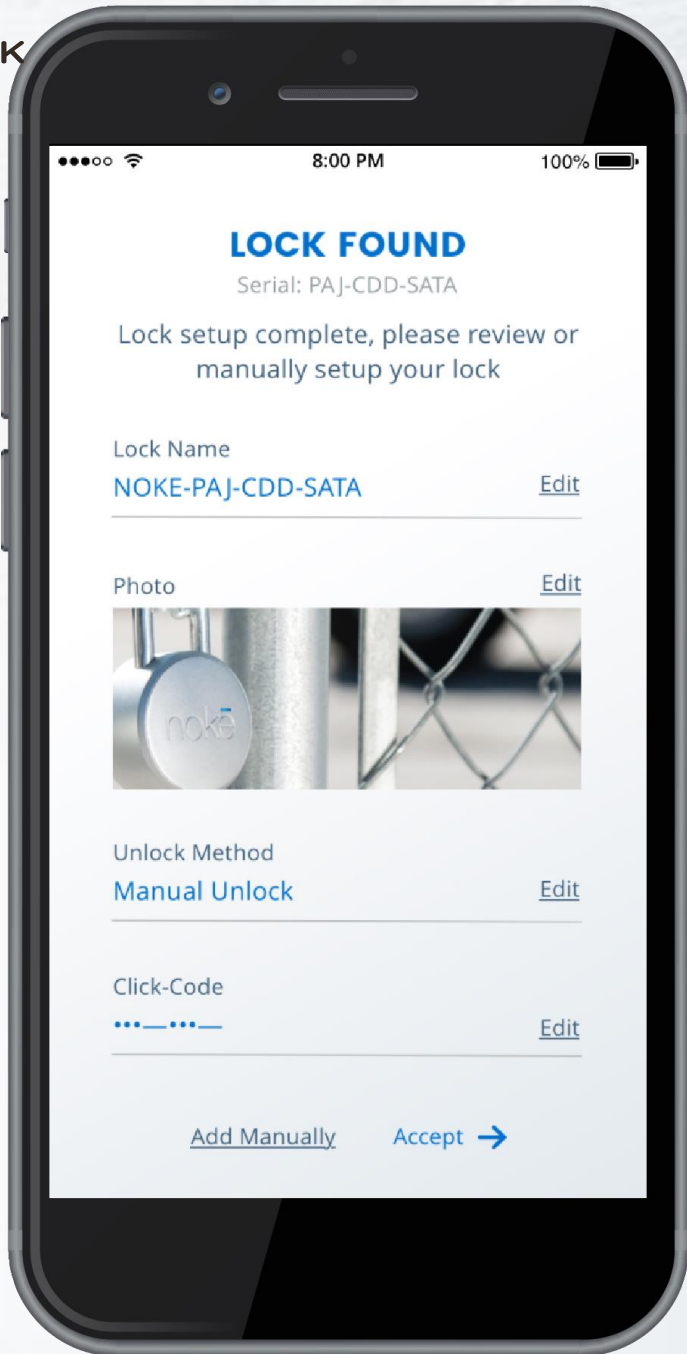 K
8:00 PM 100%
LOCK FOUND
Serial: PAJ-CDD-SATA
Lock setup complete, please review or
manually setup your lock
Lock Name
NOKE-PAJ-CDD-SATA Edit
Photo Edit
nokē
Unlock Method
Manual Unlock Edit
Click-Code
•••—•••— Edit
Add Manually Accept →